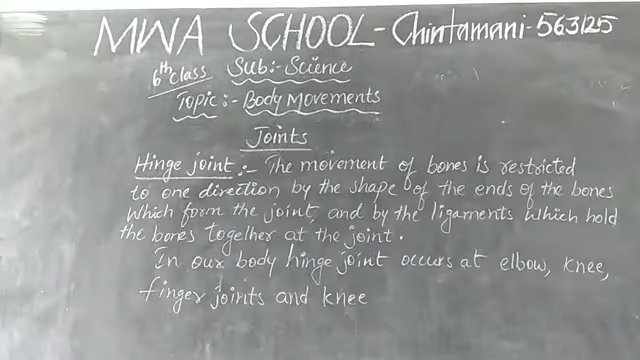 MWA SCHOOL - Chintamani - 563125
6th class Sub:- Science
Topic:- Body Movements
Joints
Hinge joint:- The movement of bones is restricted
to one direction by the shape of the ends of the bones
which form the joint, and by the ligaments which hold
the bones together at the joint.
In our body hinge joint occurs at elbow, knee,
finger joints and knee